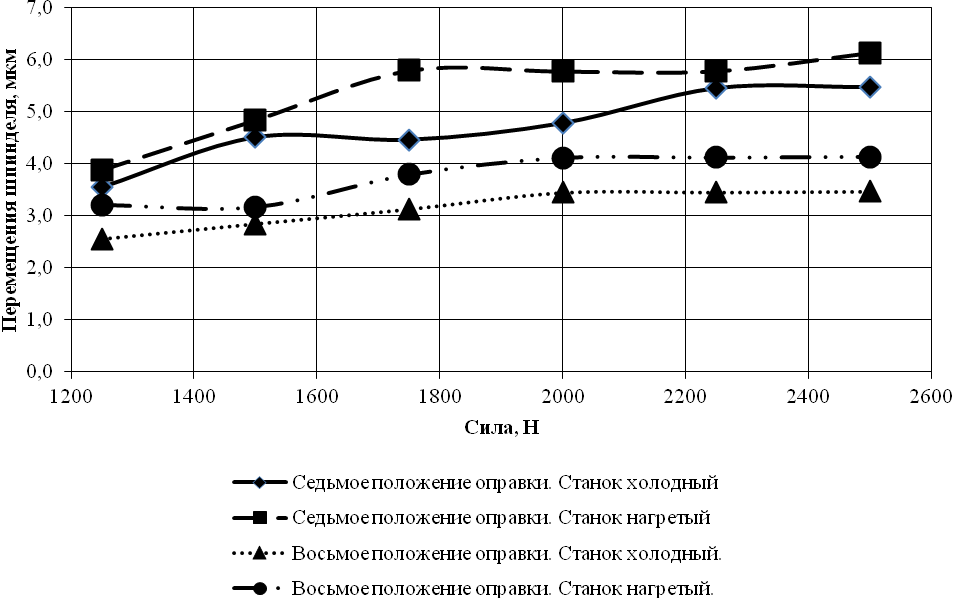 7,0
6,0
5,0
4,0
3,0
2,0
1,0
0,0
Перемещения шпинделя, мкм
1200 1400 1600 1800 2000 2200 2400 2600
Сила, Н
Седьмое положение оправки. Станок холодный
Седьмое положение оправки. Станок нагретый
Восьмое положение оправки. Станок холодный.
Восьмое положение оправки. Станок нагретый.